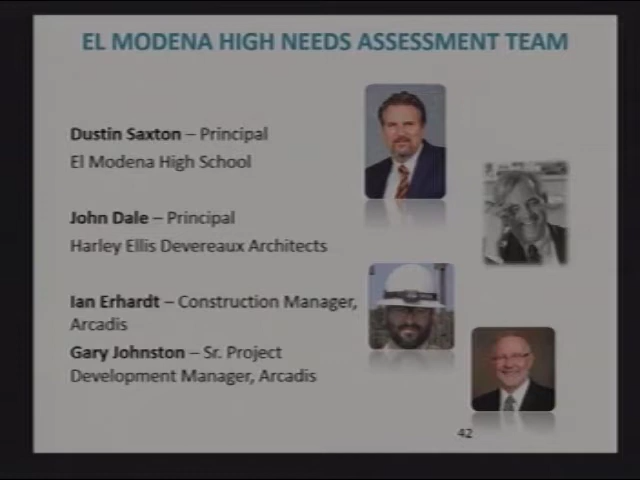 EL MODENA HIGH NEEDS ASSESSMENT TEAM
Dustin Saxton – Principal
El Modena High School
John Dale – Principal
Harley Ellis Devereaux Architects
Ian Erhardt – Construction Manager,
Arcadis
Gary Johnston – Sr. Project
Development Manager, Arcadis
42